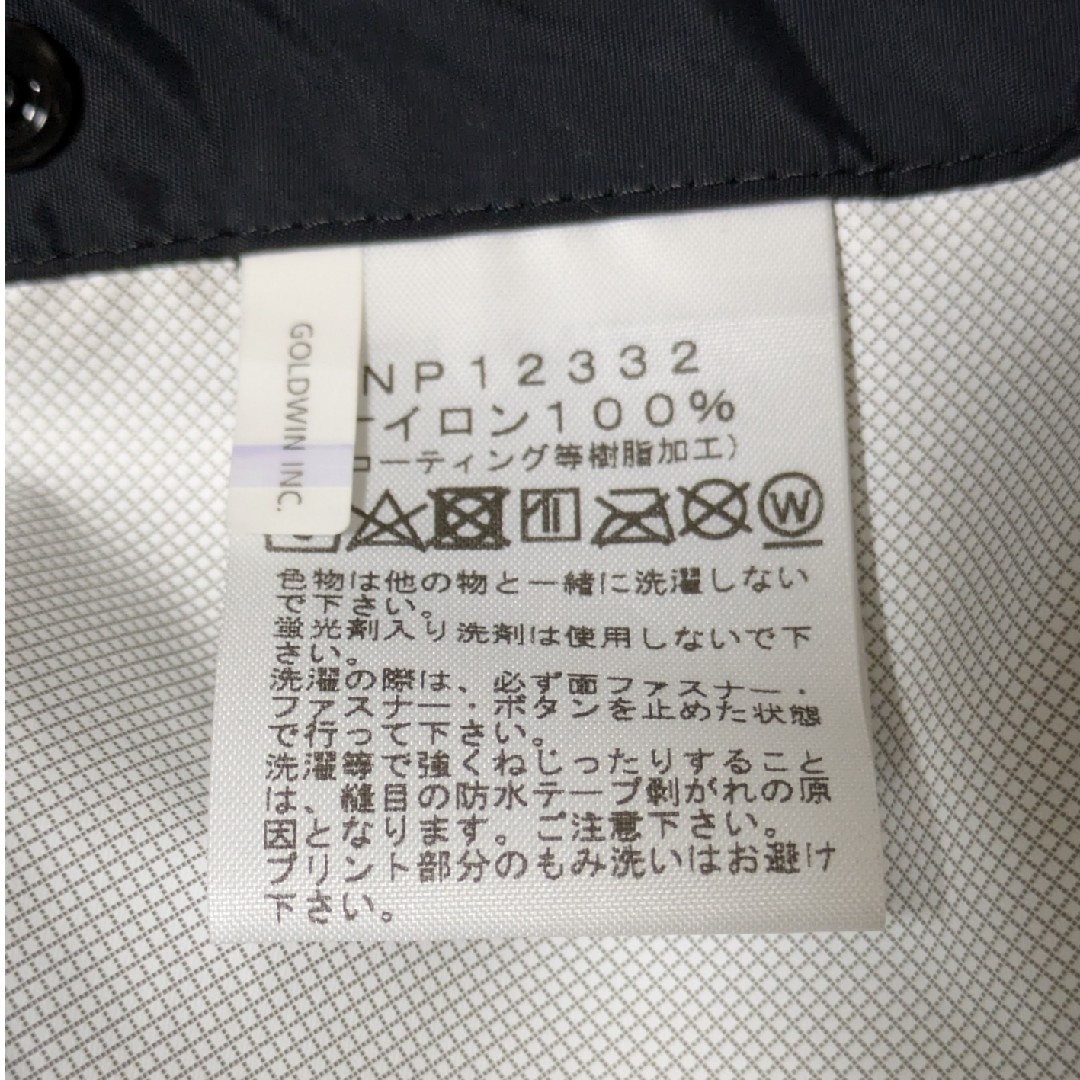 GOLDWIN INC.
NP12332
イロン100%
ーティング等樹脂加工）
W
色物は他の物と一緒に洗濯しない
で下さい。
蛍光剤入り洗剤は使用しないで下
さい。
洗濯の際は、必ず面ファスナー・
ファスナー・ボタンを止めた状態
で行って下さい。
洗濯等で強くねじったりすること
は、縫目の防水テープ剝がれの原
因となります。ご注意下さい。
プリント部分のもみ洗いはお避け
下さい。